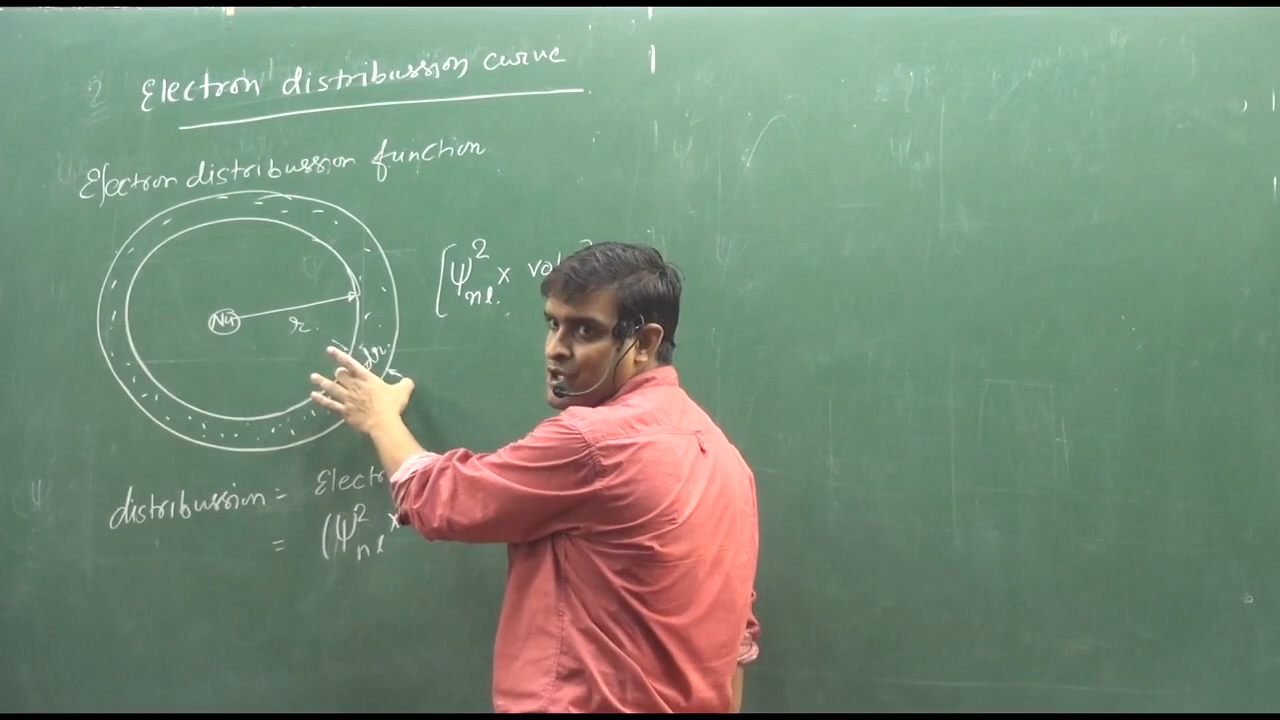 Electron distribussion curve
Electron distribussion function
[ψ²nl × vol
Nu
r.
dr.
distribussion = Electr
= (ψ²nl ×